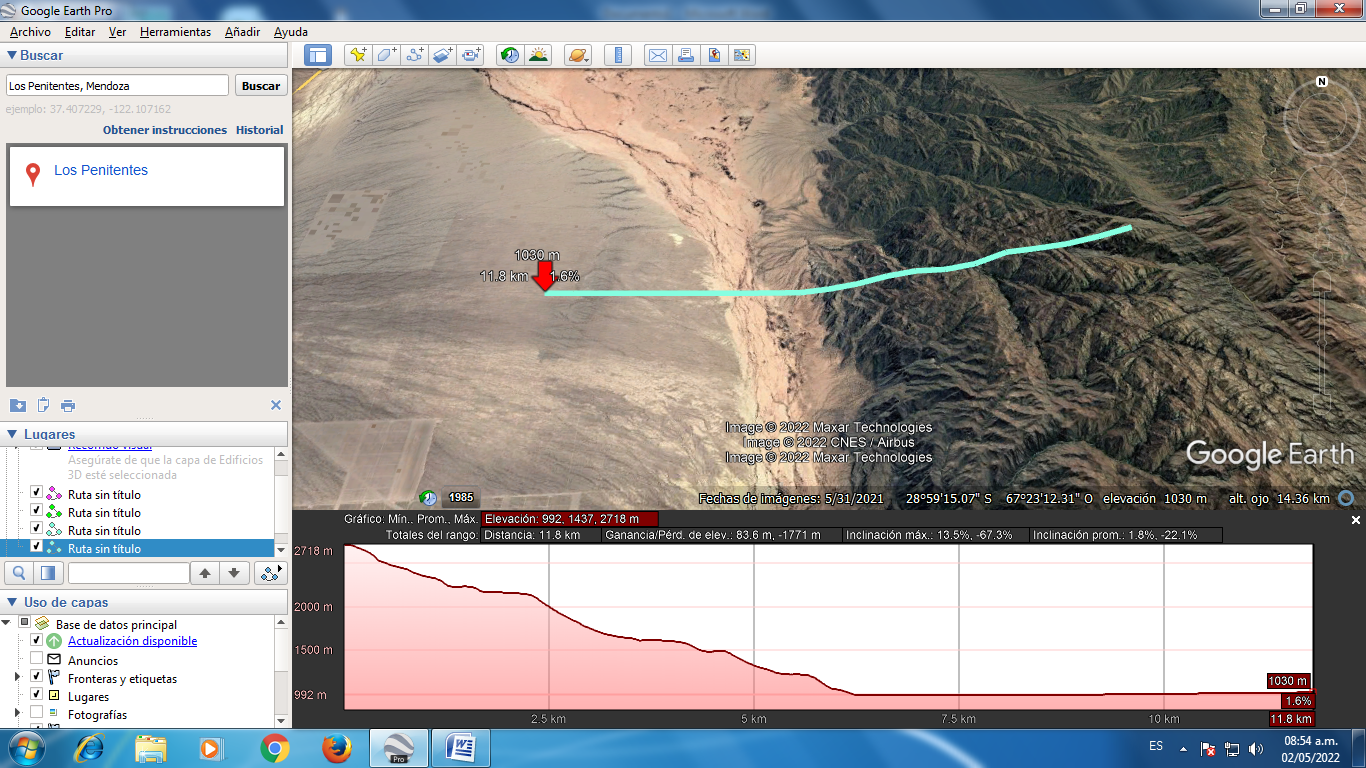 Google Earth Pro
Archivo Editar Ver Herramientas Añadir Ayuda
Buscar
Los Penitentes, Mendoza
Buscar
ejemplo: 37.407229, -122.107162
Obtener instrucciones Historial
Los Penitentes
Lugares
Recorrido visual
Asegúrate de que la capa de Edificios
3D esté seleccionada
Ruta sin título
Ruta sin título
Ruta sin título
Ruta sin título
Uso de capas
Base de datos principal
Actualización disponible
Anuncios
Fronteras y etiquetas
Lugares
Fotografías
N
1030 m
11.8 km 1.6%
Image © 2022 Maxar Technologies
Image © 2022 CNES / Airbus
Image © 2022 Maxar Technologies
Google Earth
1985
Fechas de imágenes: 5/31/2021 28°59'15.07" S 67°23'12.31" O elevación 1030 m alt. ojo 14.36 km
Gráfico: Mín., Prom., Máx. Elevación: 992, 1437, 2718 m
Totales del rango: Distancia: 11.8 km Ganancia/Pérd. de elev.: 83.6 m, -1771 m Inclinación máx.: 13.5%, -67.3% Inclinación prom.: 1.8%, -22.1%
2718 m
2000 m
1500 m
992 m
1030 m
1.6%
2.5 km 5 km 7.5 km 10 km 11.8 km
Pro
ES
08:54 a.m.
02/05/2022